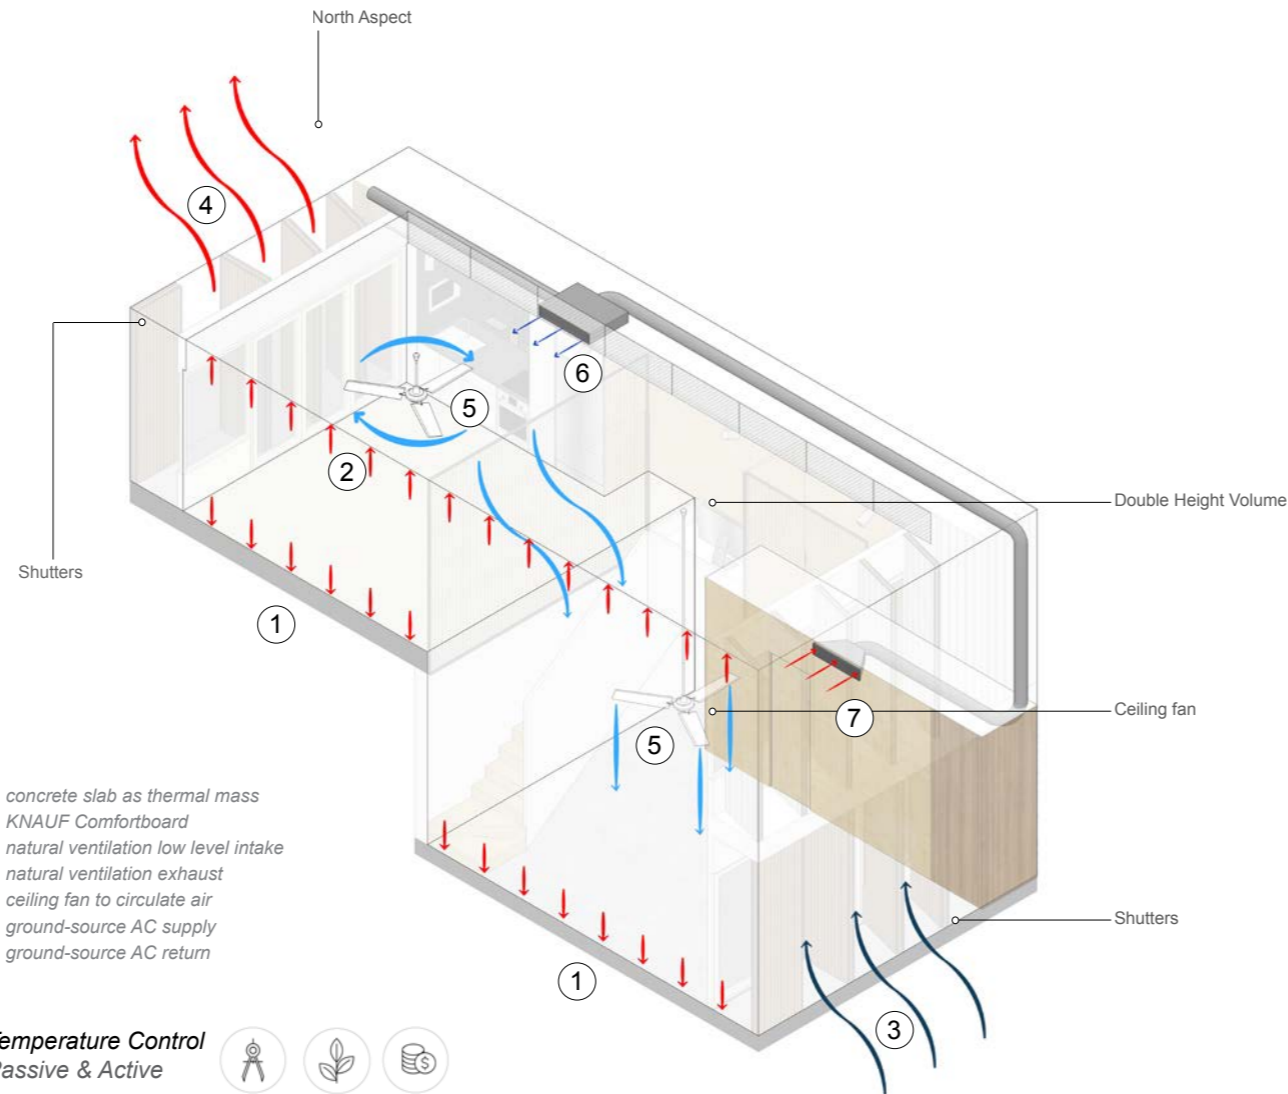 North Aspect
4
6
5
2
Double Height Volume
Shutters
1
Ceiling fan
7
5
concrete slab as thermal mass
KNAUF Comfortboard
natural ventilation low level intake
natural ventilation exhaust
ceiling fan to circulate air
ground-source AC supply
ground-source AC return
Shutters
1
3
Temperature Control
Passive & Active
$